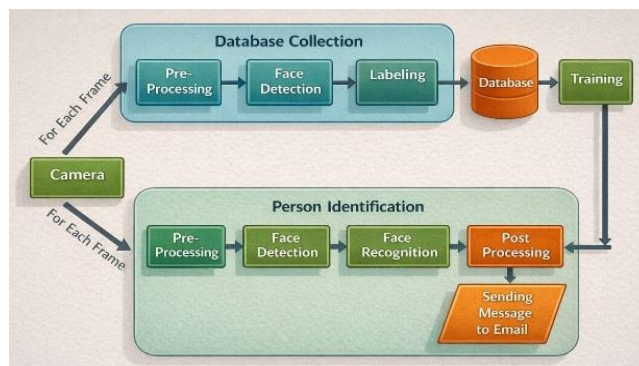 Database Collection
Pre-
Processing
Face
Detection
Labeling
Database
Training
For Each Frame
Camera
For Each Frame
Person Identification
Pre-
Processing
Face
Detection
Face
Recognition
Post
Processing
Sending
Message
to Email